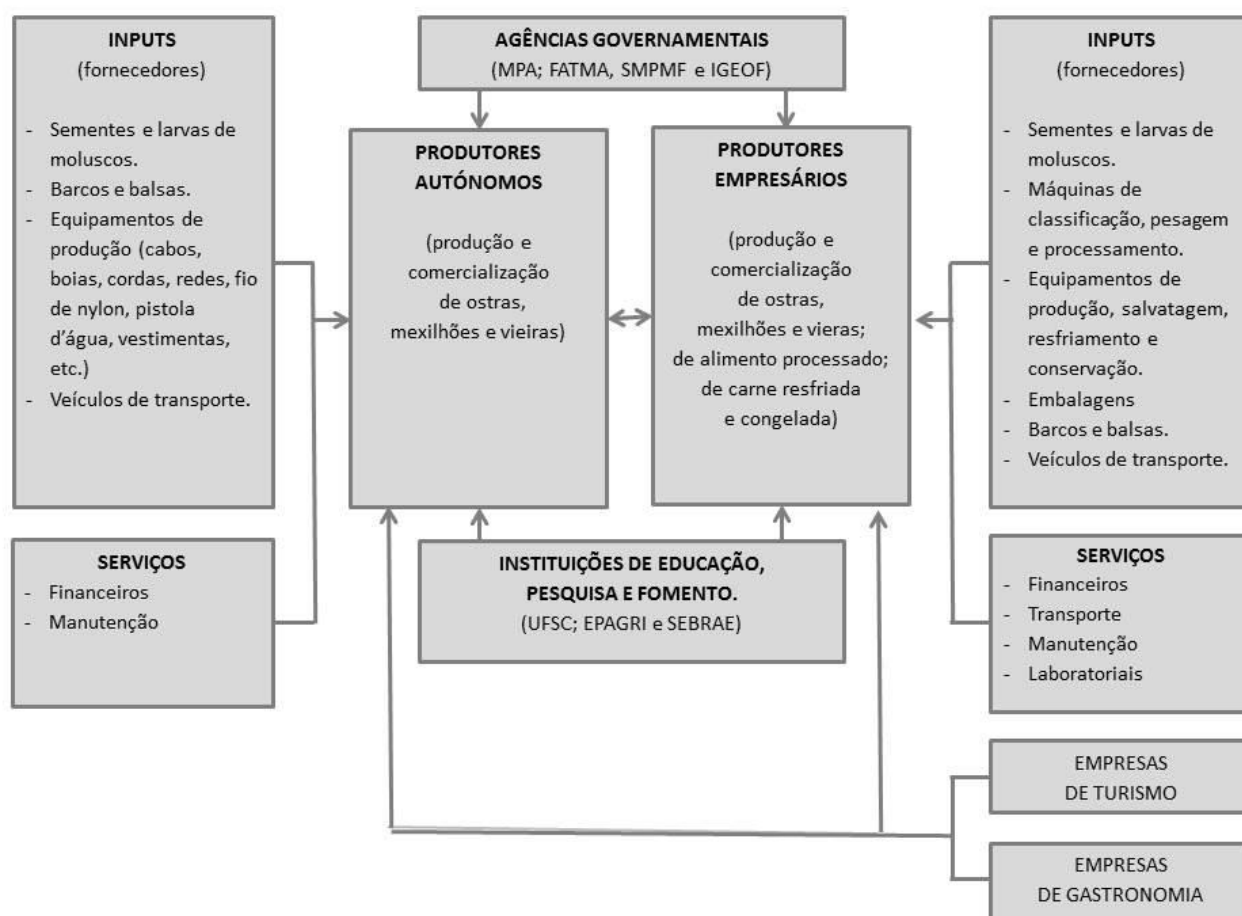 INPUTS
(fornecedores)
- Sementes e larvas de
moluscos.
- Barcos e balsas.
- Equipamentos de
produção (cabos,
boias, cordas, redes, fio
de nylon, pistola
d'água, vestimentas,
etc.)
- Veículos de transporte.
SERVIÇOS
- Financeiros
- Manutenção
AGÊNCIAS GOVERNAMENTAIS
(MPA; FATMA, SMPMF e IGEOF)
PRODUTORES
AUTÓNOMOS
(produção e
comercialização
de ostras,
mexilhões e vieiras)
PRODUTORES
EMPRESÁRIOS
(produção e
comercialização
de ostras,
mexilhões e vieras;
de alimento processado;
de carne resfriada
e congelada)
INSTITUIÇÕES DE EDUCAÇÃO,
PESQUISA E FOMENTO.
(UFSC; EPAGRI e SEBRAE)
INPUTS
(fornecedores)
- Sementes e larvas de
moluscos.
- Máquinas de
classificação, pesagem
e processamento.
- Equipamentos de
produção, salvatagem,
resfriamento e
conservação.
- Embalagens
- Barcos e balsas.
- Veículos de transporte.
SERVIÇOS
- Financeiros
- Transporte
- Manutenção
- Laboratoriais
EMPRESAS
DE TURISMO
EMPRESAS
DE GASTRONOMIA